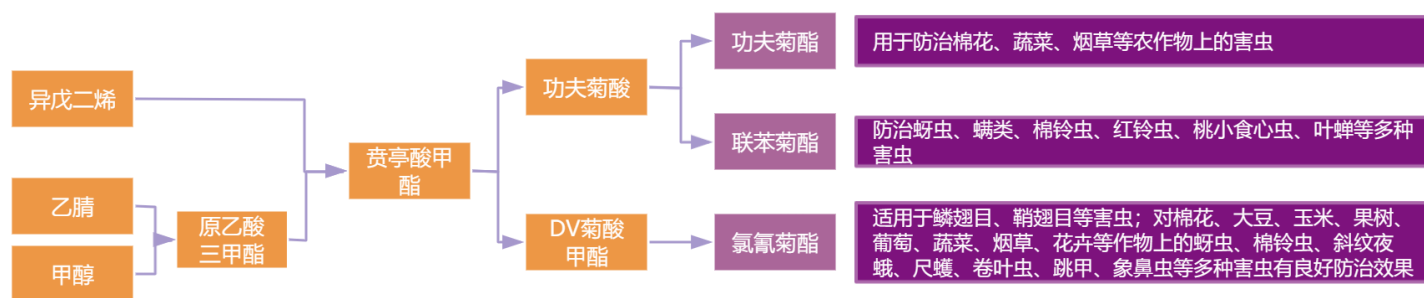 异戊二烯
乙腈
甲醇
原乙酸
三甲酯
贲亭酸甲
酯
功夫菊酸
DV菊酸
甲酯
功夫菊酯
用于防治棉花、蔬菜、烟草等农作物上的害虫
联苯菊酯
防治蚜虫、螨类、棉铃虫、红铃虫、桃小食心虫、叶蝉等多种
害虫
氯氰菊酯
适用于鳞翅目、鞘翅目等害虫；对棉花、大豆、玉米、果树、
葡萄、蔬菜、烟草、花卉等作物上的蚜虫、棉铃虫、斜纹夜
蛾、尺蠖、卷叶虫、跳甲、象鼻虫等多种害虫有良好防治效果